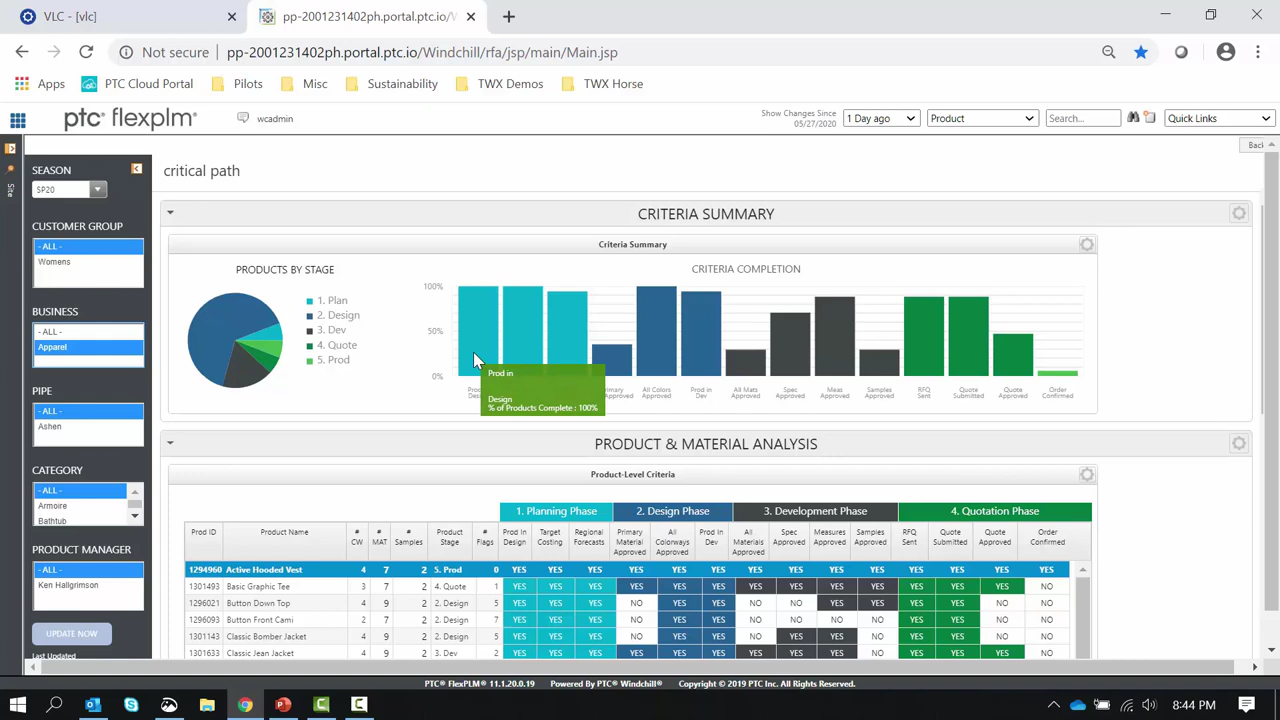 VLC - [vlc]
pp-2001231402ph.portal.ptc.io/W
Not secure
pp-2001231402ph.portal.ptc.io/Windchill/rfa/jsp/main/Main.jsp
Apps PTC Cloud Portal Pilots Misc Sustainability TWX Demos TWX Horse
ptc flexplm
wcadmin
Show Changes Since
05/27/2020
1 Day ago
Product
Search...
Quick Links
Site
Back
SEASON
SP20
CUSTOMER GROUP
- ALL -
Womens
BUSINESS
- ALL -
Apparel
PIPE
- ALL -
Ashen
CATEGORY
- ALL -
Armoire
Bathtub
PRODUCT MANAGER
- ALL -
Ken Hallgrimson
UPDATE NOW
Last Updated
critical path
CRITERIA SUMMARY
Criteria Summary
PRODUCTS BY STAGE
1. Plan
2. Design
3. Dev
4. Quote
5. Prod
CRITERIA COMPLETION
100%
50%
0%
Prod in
Design
% of Products Complete : 100%
All Colors Approved
Prod in Dev
All Mats Approved
Spec Approved
Meas Approved
Samples Approved
RFQ Sent
Quote Submitted
Quote Approved
Order Confirmed
PRODUCT & MATERIAL ANALYSIS
Product-Level Criteria
1. Planning Phase 2. Design Phase 3. Development Phase 4. Quotation Phase
Prod ID Product Name # CW # MAT # Samples Product Stage # Flags Prod In Design Target Costing Regional Forecasts Primary Material Approved All Colorways Approved Prod In Dev All Materials Approved Spec Approved Measures Approved Samples Approved RFQ Sent Quote Submitted Quote Approved Order Confirmed
1294960 Active Hooded Vest 4 7 2 5. Prod 0 YES YES YES YES YES YES YES YES YES YES YES YES YES YES
1301493 Basic Graphic Tee 3 7 2 4. Quote 1 YES YES YES YES YES YES YES YES YES YES YES YES YES NO
1296021 Button Down Top 4 9 2 2. Design 5 YES YES YES NO YES YES NO NO YES YES YES YES NO NO
1296093 Button Front Cami 2 7 2 2. Design 7 YES YES YES NO YES YES NO NO NO NO YES YES NO NO
1301143 Classic Bomber Jacket 4 9 2 2. Design 5 YES YES YES NO YES YES NO YES YES NO YES YES NO NO
1301633 Classic Jean Jacket 4 9 2 3. Dev 2 YES YES YES YES YES YES YES YES YES NO YES YES YES NO
PTC® FlexPLM® 11.1.20.0.19 Powered By PTC® Windchill® Copyright © 2019 PTC Inc. All Rights Reserved.
8:44 PM